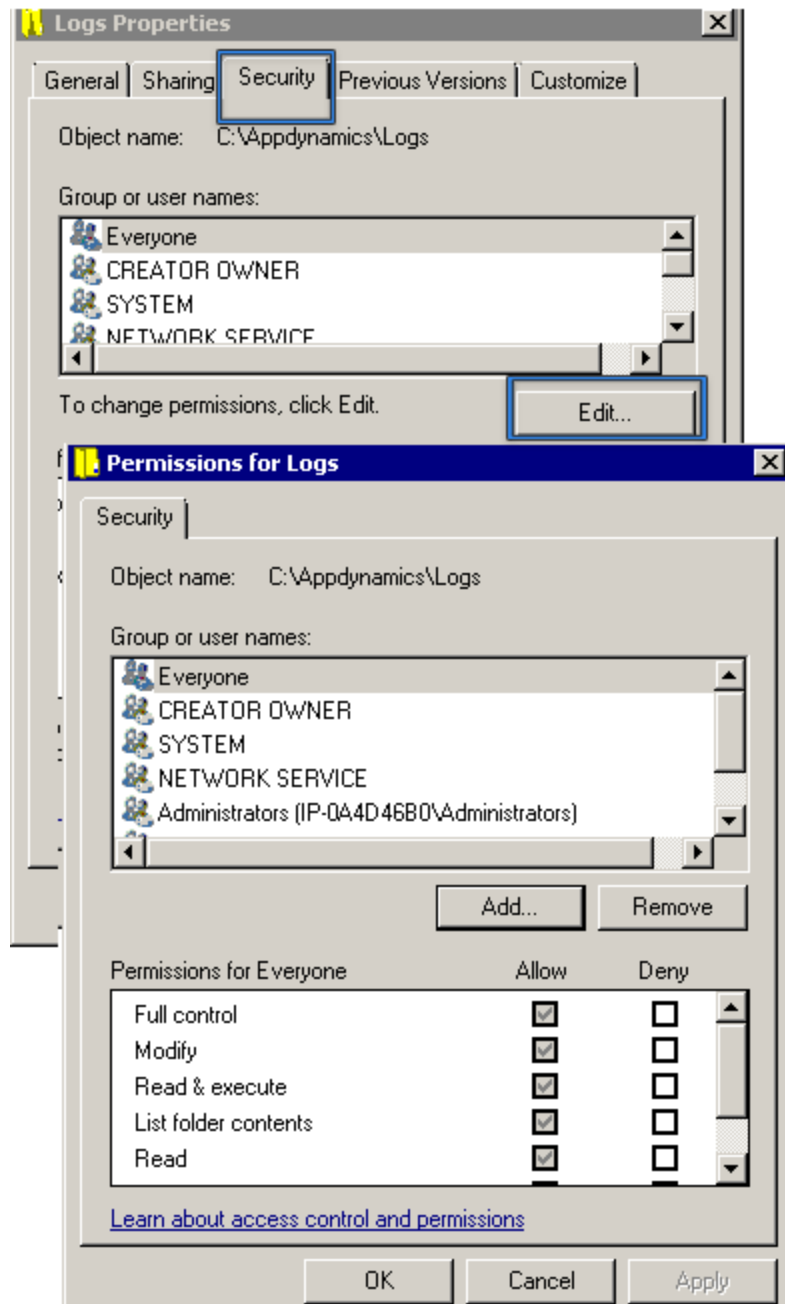 Logs Properties
General Sharing Security Previous Versions Customize
Object name: C:\Appdynamics\Logs
Group or user names:
Everyone
CREATOR OWNER
SYSTEM
NETWORK SERVICE
To change permissions, click Edit.
Edit...
Permissions for Logs
Security
Object name: C:\Appdynamics\Logs
Group or user names:
Everyone
CREATOR OWNER
SYSTEM
NETWORK SERVICE
Administrators (IP-0A4D46B0\Administrators)
Add... Remove
Permissions for Everyone Allow Deny
Full control
Modify
Read & execute
List folder contents
Read
Learn about access control and permissions
OK Cancel Apply